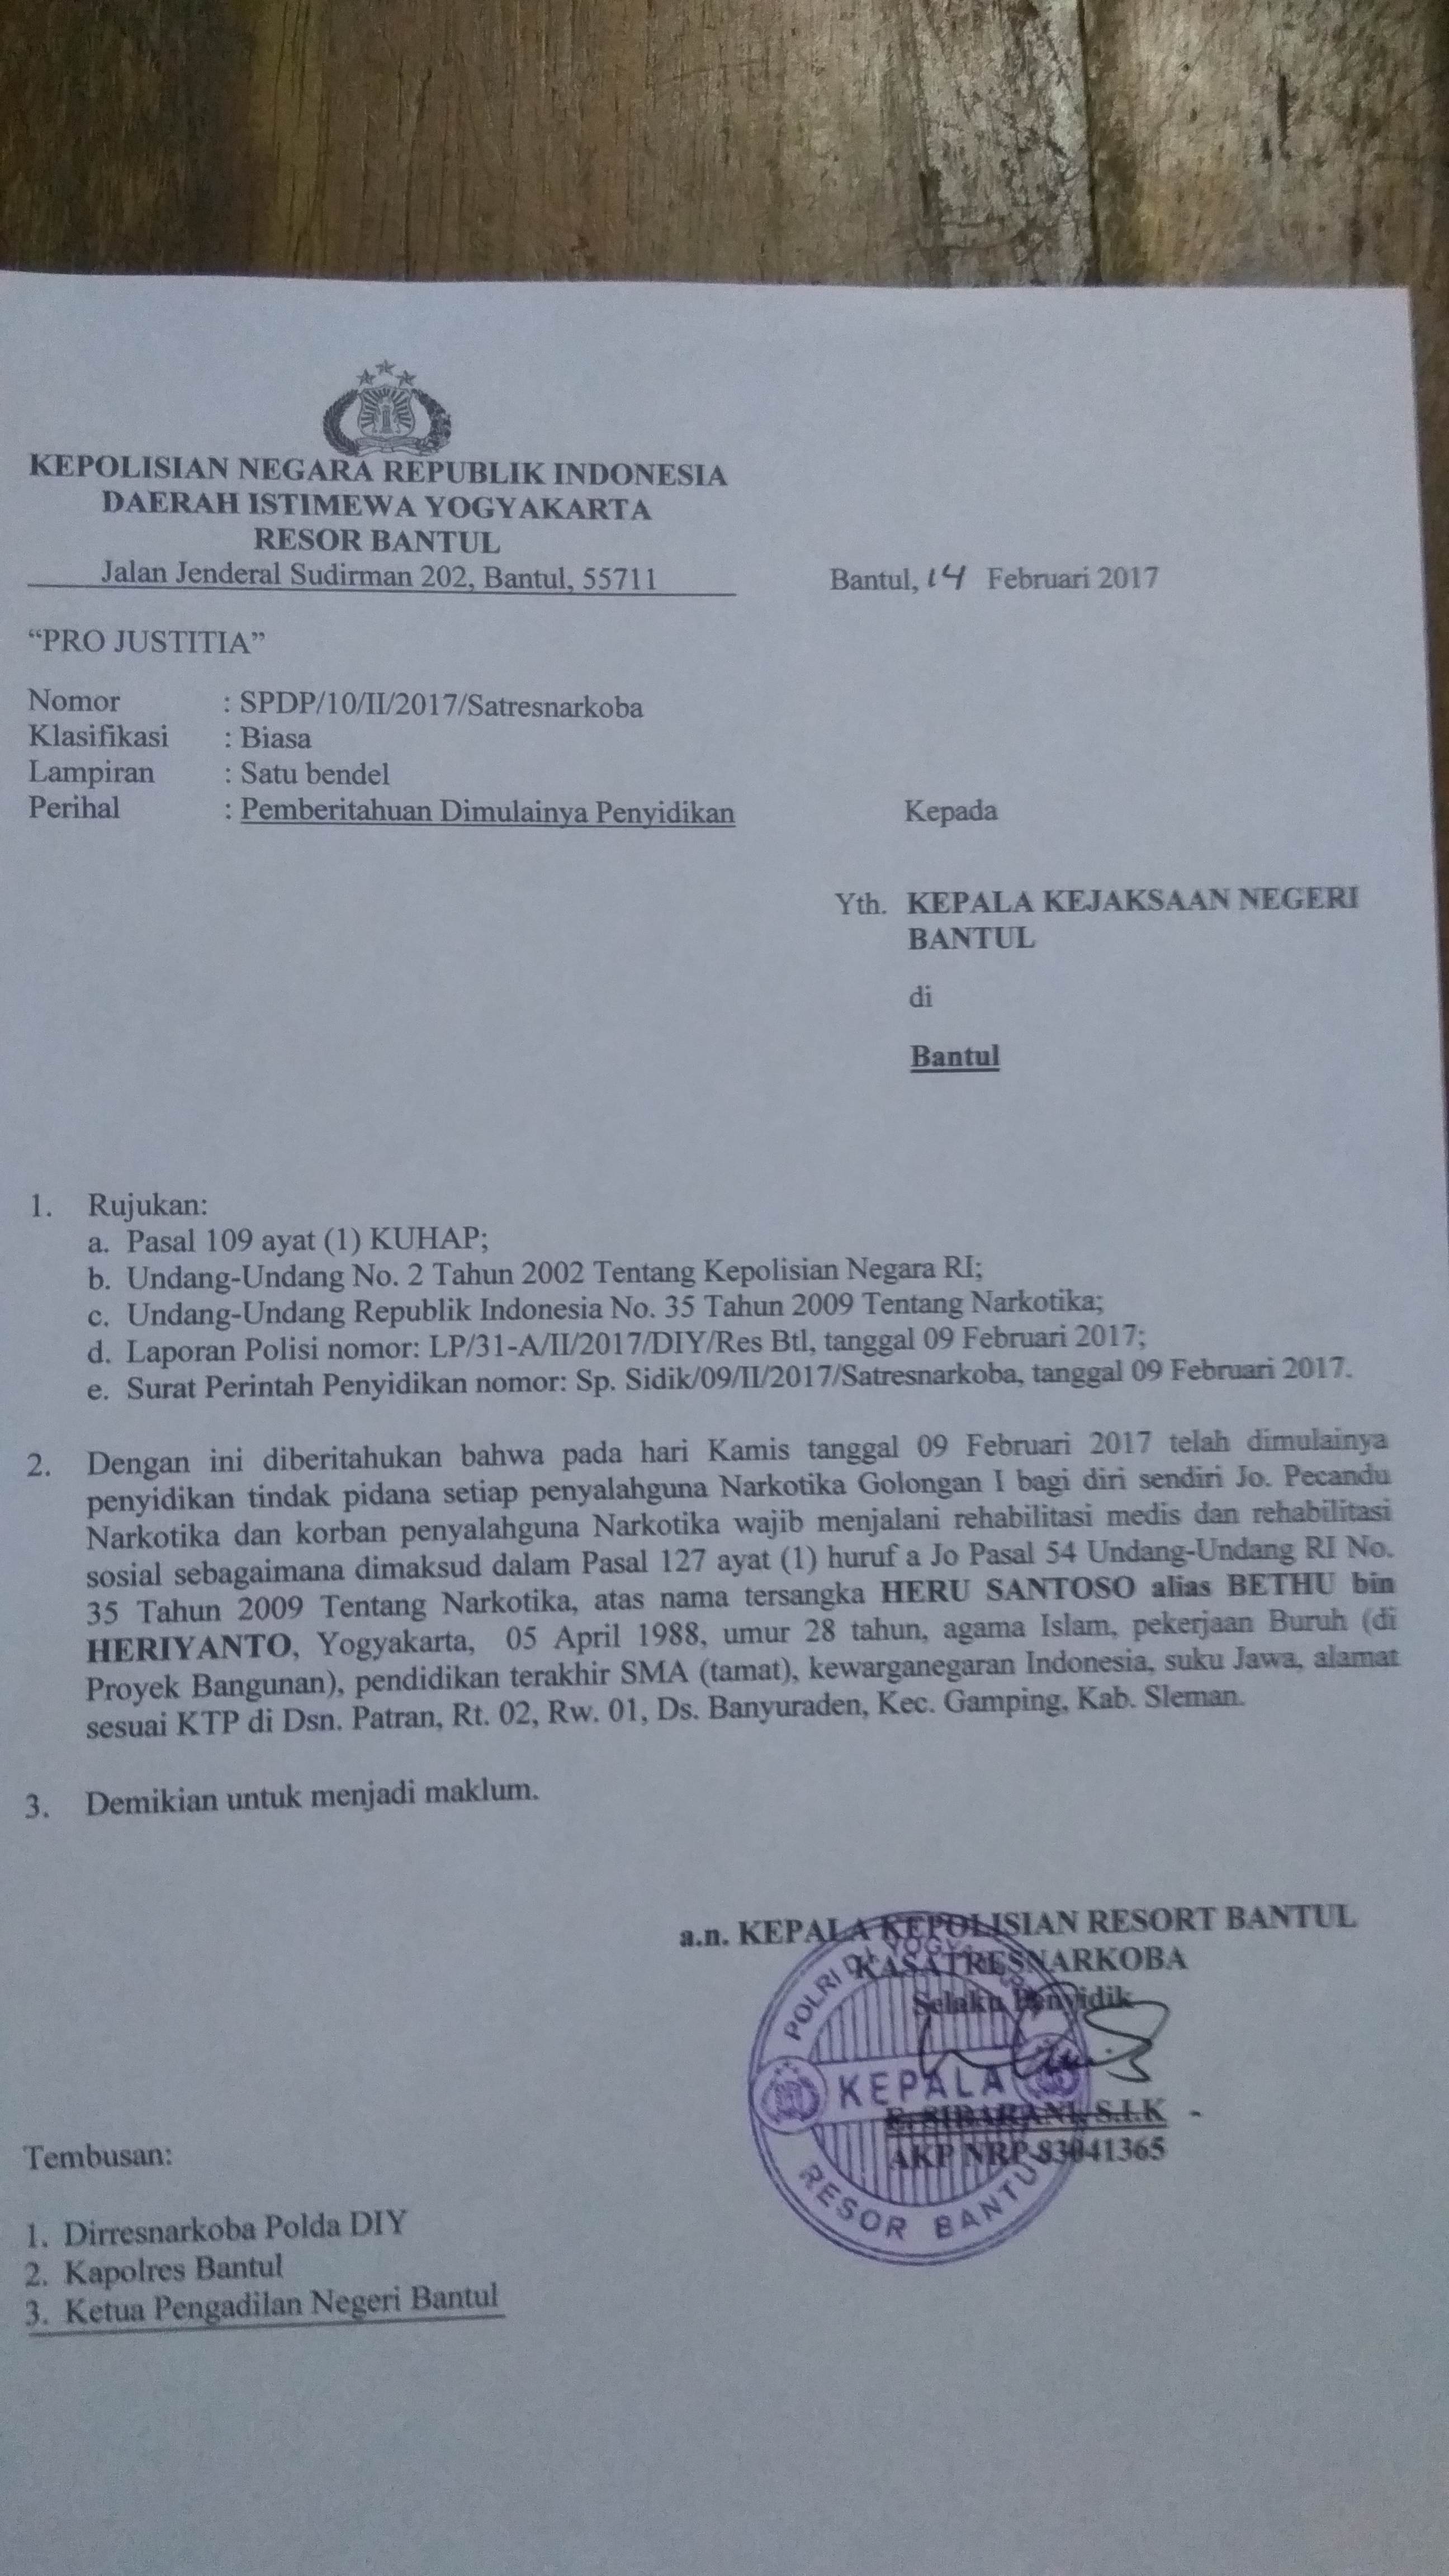 KEPOLISIAN NEGARA REPUBLIK INDONESIA
DAERAH ISTIMEWA YOGYAKARTA
RESOR BANTUL
Jalan Jenderal Sudirman 202, Bantul, 55711
Bantul, 14 Februari 2017
“PRO JUSTITIA”
Nomor : SPDP/10/II/2017/Satresnarkoba
Klasifikasi : Biasa
Lampiran : Satu bendel
Perihal : Pemberitahuan Dimulainya Penyidikan
Kepada
Yth. KEPALA KEJAKSAAN NEGERI
BANTUL
di
Bantul
1. Rujukan:
a. Pasal 109 ayat (1) KUHAP;
b. Undang-Undang No. 2 Tahun 2002 Tentang Kepolisian Negara RI;
c. Undang-Undang Republik Indonesia No. 35 Tahun 2009 Tentang Narkotika;
d. Laporan Polisi nomor: LP/31-A/II/2017/DIY/Res Btl, tanggal 09 Februari 2017;
e. Surat Perintah Penyidikan nomor: Sp. Sidik/09/II/2017/Satresnarkoba, tanggal 09 Februari 2017.
2. Dengan ini diberitahukan bahwa pada hari Kamis tanggal 09 Februari 2017 telah dimulainya
penyidikan tindak pidana setiap penyalahguna Narkotika Golongan I bagi diri sendiri Jo. Pecandu
Narkotika dan korban penyalahguna Narkotika wajib menjalani rehabilitasi medis dan rehabilitasi
sosial sebagaimana dimaksud dalam Pasal 127 ayat (1) huruf a Jo Pasal 54 Undang-Undang RI No.
35 Tahun 2009 Tentang Narkotika, atas nama tersangka HERU SANTOSO alias BETHU bin
HERIYANTO, Yogyakarta, 05 April 1988, umur 28 tahun, agama Islam, pekerjaan Buruh (di
Proyek Bangunan), pendidikan terakhir SMA (tamat), kewarganegaran Indonesia, suku Jawa, alamat
sesuai KTP di Dsn. Patran, Rt. 02, Rw. 01, Ds. Banyuraden, Kec. Gamping, Kab. Sleman.
3. Demikian untuk menjadi maklum.
a.n. KEPALA KEPOLISIAN RESORT BANTUL
KASATRESNARKOBA
Selaku Penyidik
POLRI
KEPALA
RESOR BANTUL
S.I.K
AKP NRP 83041365
Tembusan:
1. Dirresnarkoba Polda DIY
2. Kapolres Bantul
3. Ketua Pengadilan Negeri Bantul